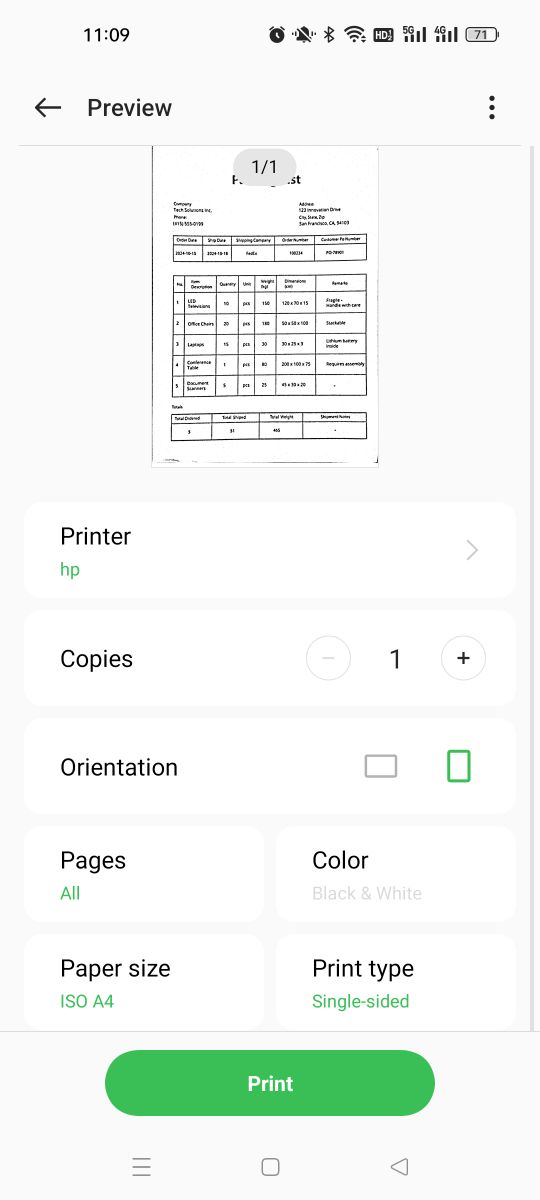 11:09
HD
5G
4G
71
Preview
1/1
Company
Tech Solutions Inc.
Phone:
(415) 555-0199
Address
123 Innovation Drive
City, State, Zip
San Francisco, CA, 94103
Order Date Ship Date Shipping Company Order Number Customer Po Number
2024-10-15 2024-10-16 FedEx 100234 PO-78901
No. Item Description Quantity Unit Weight (kg) Dimensions (cm) Remarks
1 LED Televisions 10 pcs 150 120 x 70 x 15 Fragile - Handle with care
2 Office Chairs 20 pcs 180 50 x 50 x 100 Stackable
3 Laptops 15 pcs 30 30 x 25 x 3 Lithium battery inside
4 Conference Table 1 pcs 80 200 x 100 x 75 Requires assembly
5 Document Scanners 5 pcs 25 45 x 30 x 20 -
Totals
Total Ordered Total Shiped Total Weight Shipment Notes
5 51 465 -
Printer
hp
Copies
1
Orientation
Pages
All
Color
Black & White
Paper size
ISO A4
Print type
Single-sided
Print